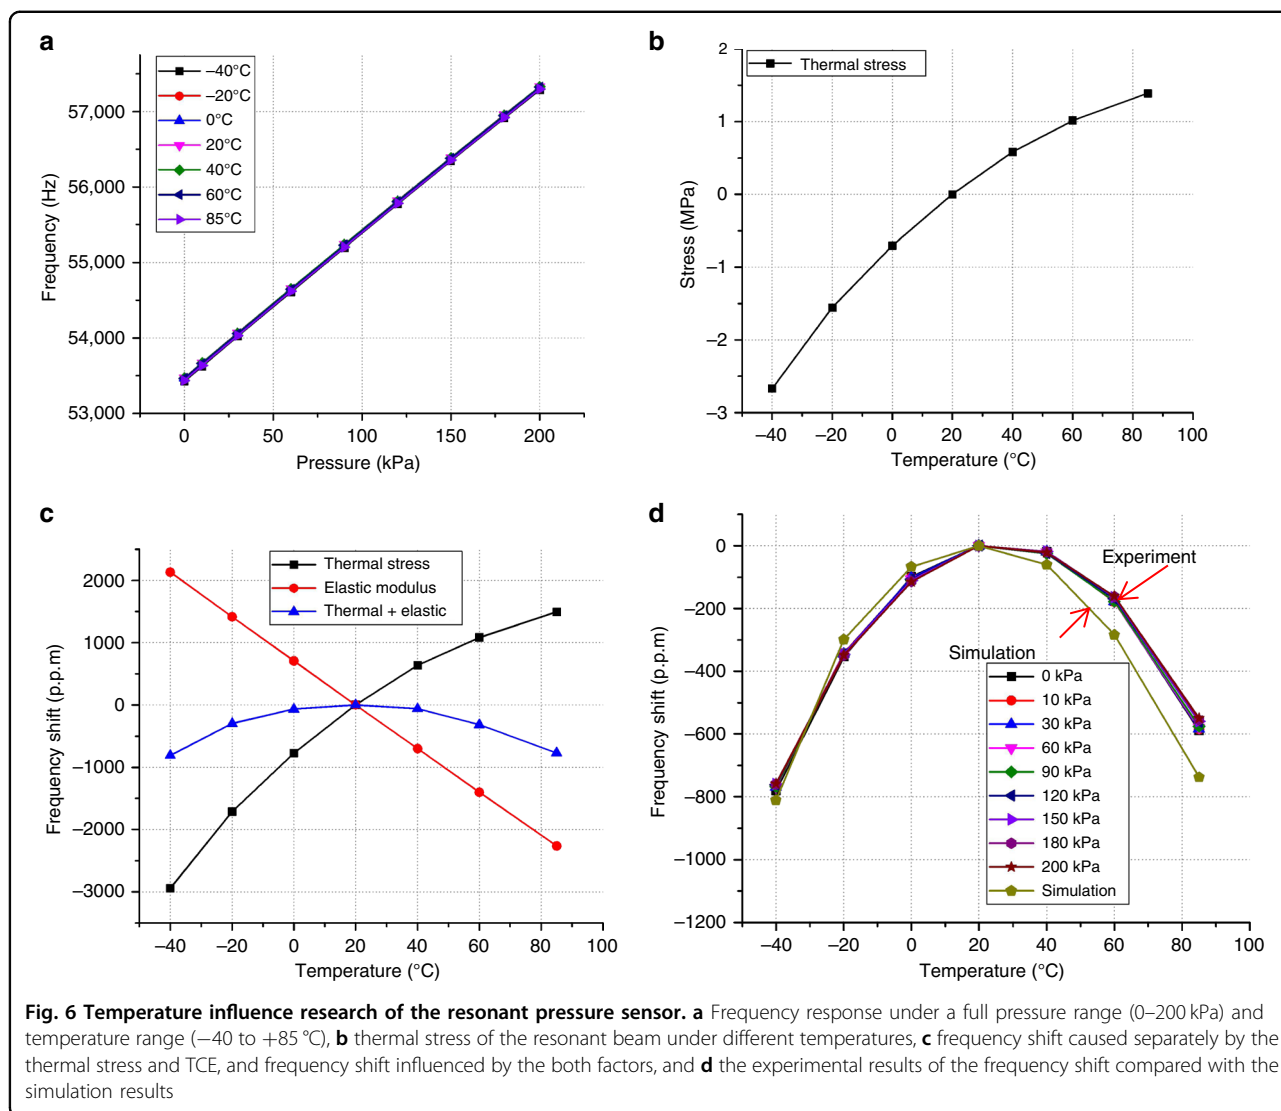 a
–40°C
–20°C
0°C
20°C
40°C
60°C
85°C
57,000
56,000
55,000
54,000
53,000
Frequency (Hz)
0
50
100
150
200
Pressure (kPa)
b
Thermal stress
2
1
0
–1
–2
–3
Stress (MPa)
–40
–20
0
20
40
60
80
100
Temperature (°C)
c
Thermal stress
Elastic modulus
Thermal + elastic
2000
1000
0
–1000
–2000
–3000
Frequency shift (p.p.m)
–40
–20
0
20
40
60
80
100
Temperature (°C)
d
Experiment
Simulation
0 kPa
10 kPa
30 kPa
60 kPa
90 kPa
120 kPa
150 kPa
180 kPa
200 kPa
Simulation
0
–200
–400
–600
–800
–1000
–1200
Frequency shift (p.p.m)
–40
–20
0
20
40
60
80
100
Temperature (°C)
Fig. 6 Temperature influence research of the resonant pressure sensor. a Frequency response under a full pressure range (0–200 kPa) and
temperature range (−40 to +85 °C), b thermal stress of the resonant beam under different temperatures, c frequency shift caused separately by the
thermal stress and TCE, and frequency shift influenced by the both factors, and d the experimental results of the frequency shift compared with the
simulation results